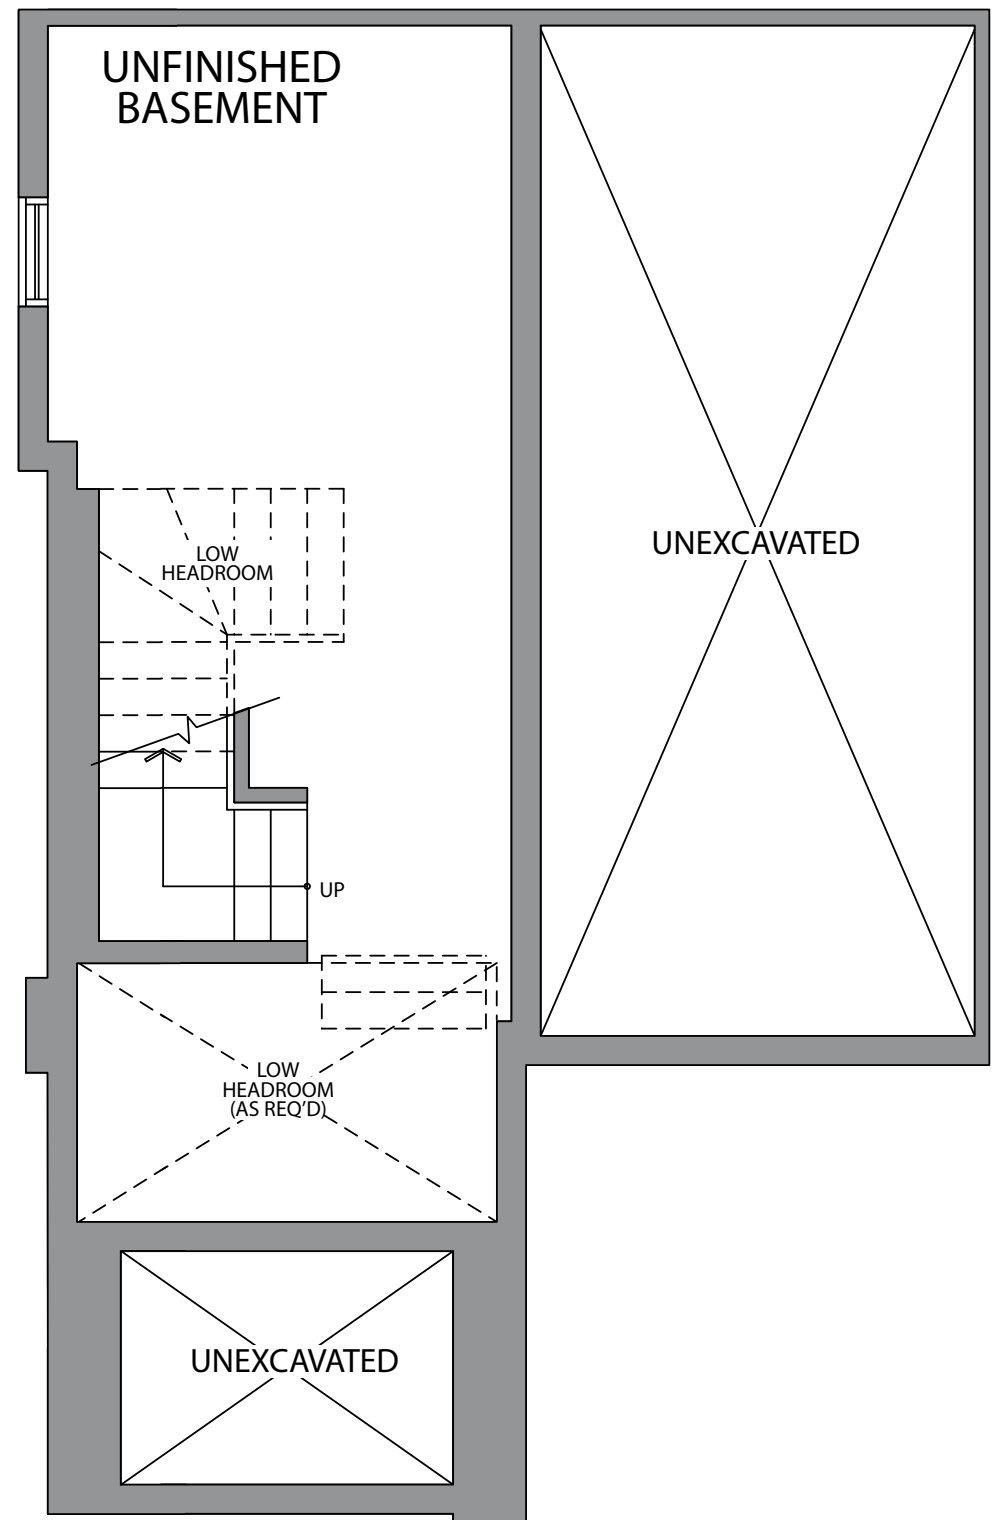 UNFINISHED
BASEMENT
UNEXCAVATED
LOW
HEADROOM
UP
LOW
HEADROOM
(AS REQ’D)
UNEXCAVATED